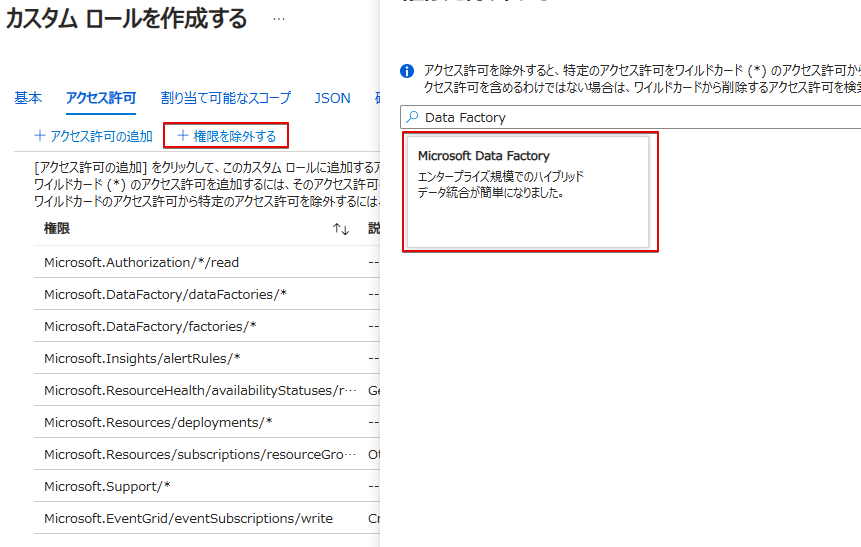 カスタム ロールを作成する ...
基本 アクセス許可 割り当て可能なスコープ JSON
+ アクセス許可の追加 + 権限を除外する
[アクセス許可の追加] をクリックして、このカスタム ロールに追加するア
ワイルドカード (*) のアクセス許可を追加するには、そのアクセス許可
ワイルドカードのアクセス許可から特定のアクセス許可を除外するには、
権限 ↑↓ 説
Microsoft.Authorization/*/read --
Microsoft.DataFactory/dataFactories/* --
Microsoft.DataFactory/factories/* --
Microsoft.Insights/alertRules/* --
Microsoft.ResourceHealth/availabilityStatuses/r... Ge
Microsoft.Resources/deployments/* --
Microsoft.Resources/subscriptions/resourceGro... Ot
Microsoft.Support/* --
Microsoft.EventGrid/eventSubscriptions/write Cr
アクセス許可を除外すると、特定のアクセス許可をワイルドカード (*) のアクセス許可から
クセス許可を含めるわけではない場合は、ワイルドカードから削除するアクセス許可を検索
Data Factory
Microsoft Data Factory
エンタープライズ規模でのハイブリッド
データ統合が簡単になりました。